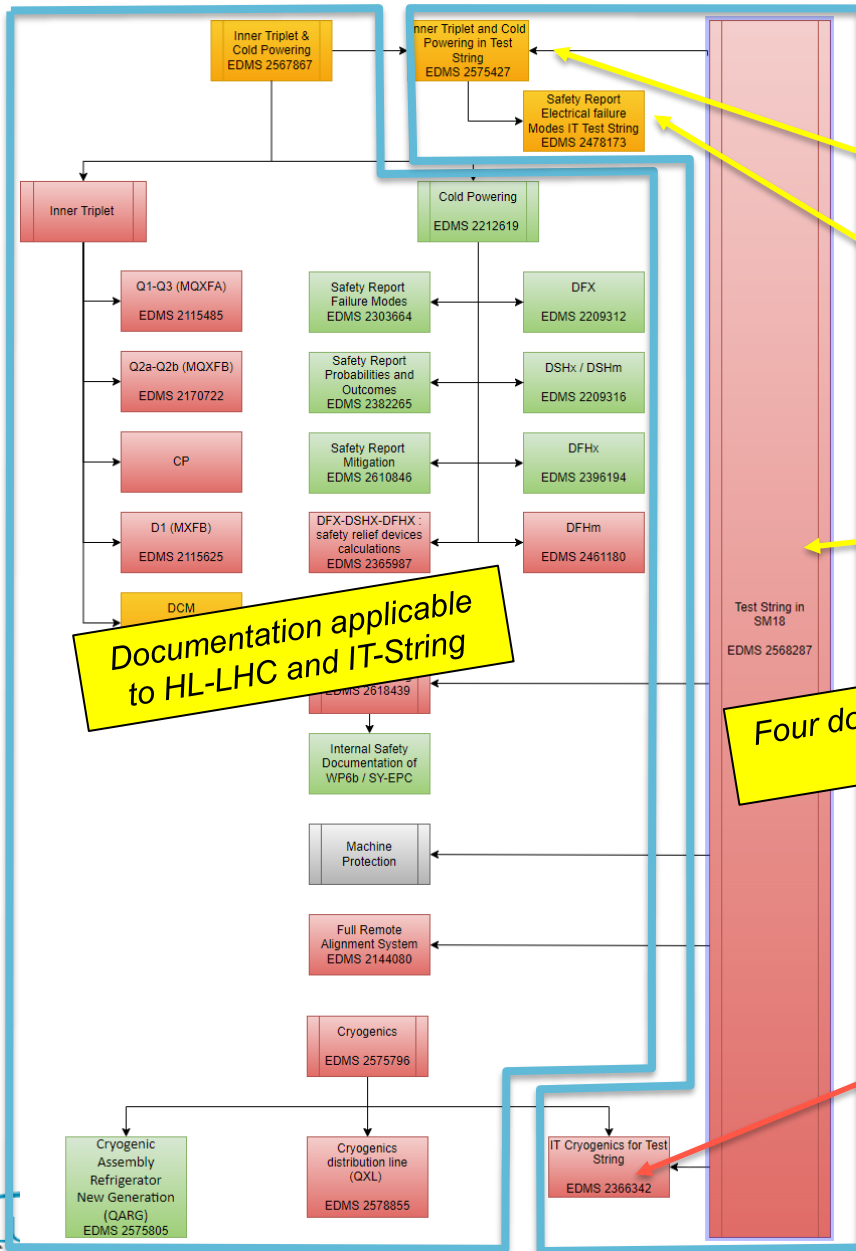 Inner Triplet &
Cold Powering
EDMS 2567867
nner Triplet and Cold
Powering in Test
String
EDMS 2575427
Safety Report
Electrical failure
Modes IT Test String
EDMS 2478173
Inner Triplet
Cold Powering
EDMS 2212619
Q1-Q3 (MQXFA)
EDMS 2115485
Safety Report
Failure Modes
EDMS 2303664
DFX
EDMS 2209312
Q2a-Q2b (MQXFB)
EDMS 2170722
Safety Report
Probabilities and
Outcomes
EDMS 2382265
DSHx / DSHm
EDMS 2209316
CP
Safety Report
Mitigation
EDMS 2610846
DFHx
EDMS 2396194
D1 (MXFB)
EDMS 2115625
DFX-DSHX-DFHX :
safety relief devices
calculations
EDMS 2365987
DFHm
EDMS 2461180
DCM
Documentation applicable
to HL-LHC and IT-String
Test String in
SM18
EDMS 2568287
EDMS 2618439
Four do
Internal Safety
Documentation of
WP6b / SY-EPC
Machine
Protection
Full Remote
Alignment System
EDMS 2144080
Cryogenics
EDMS 2575796
Cryogenic
Assembly
Refrigerator
New Generation
(QARG)
EDMS 2575805
Cryogenics
distribution line
(QXL)
EDMS 2578855
IT Cryogenics for Test
String
EDMS 2366342